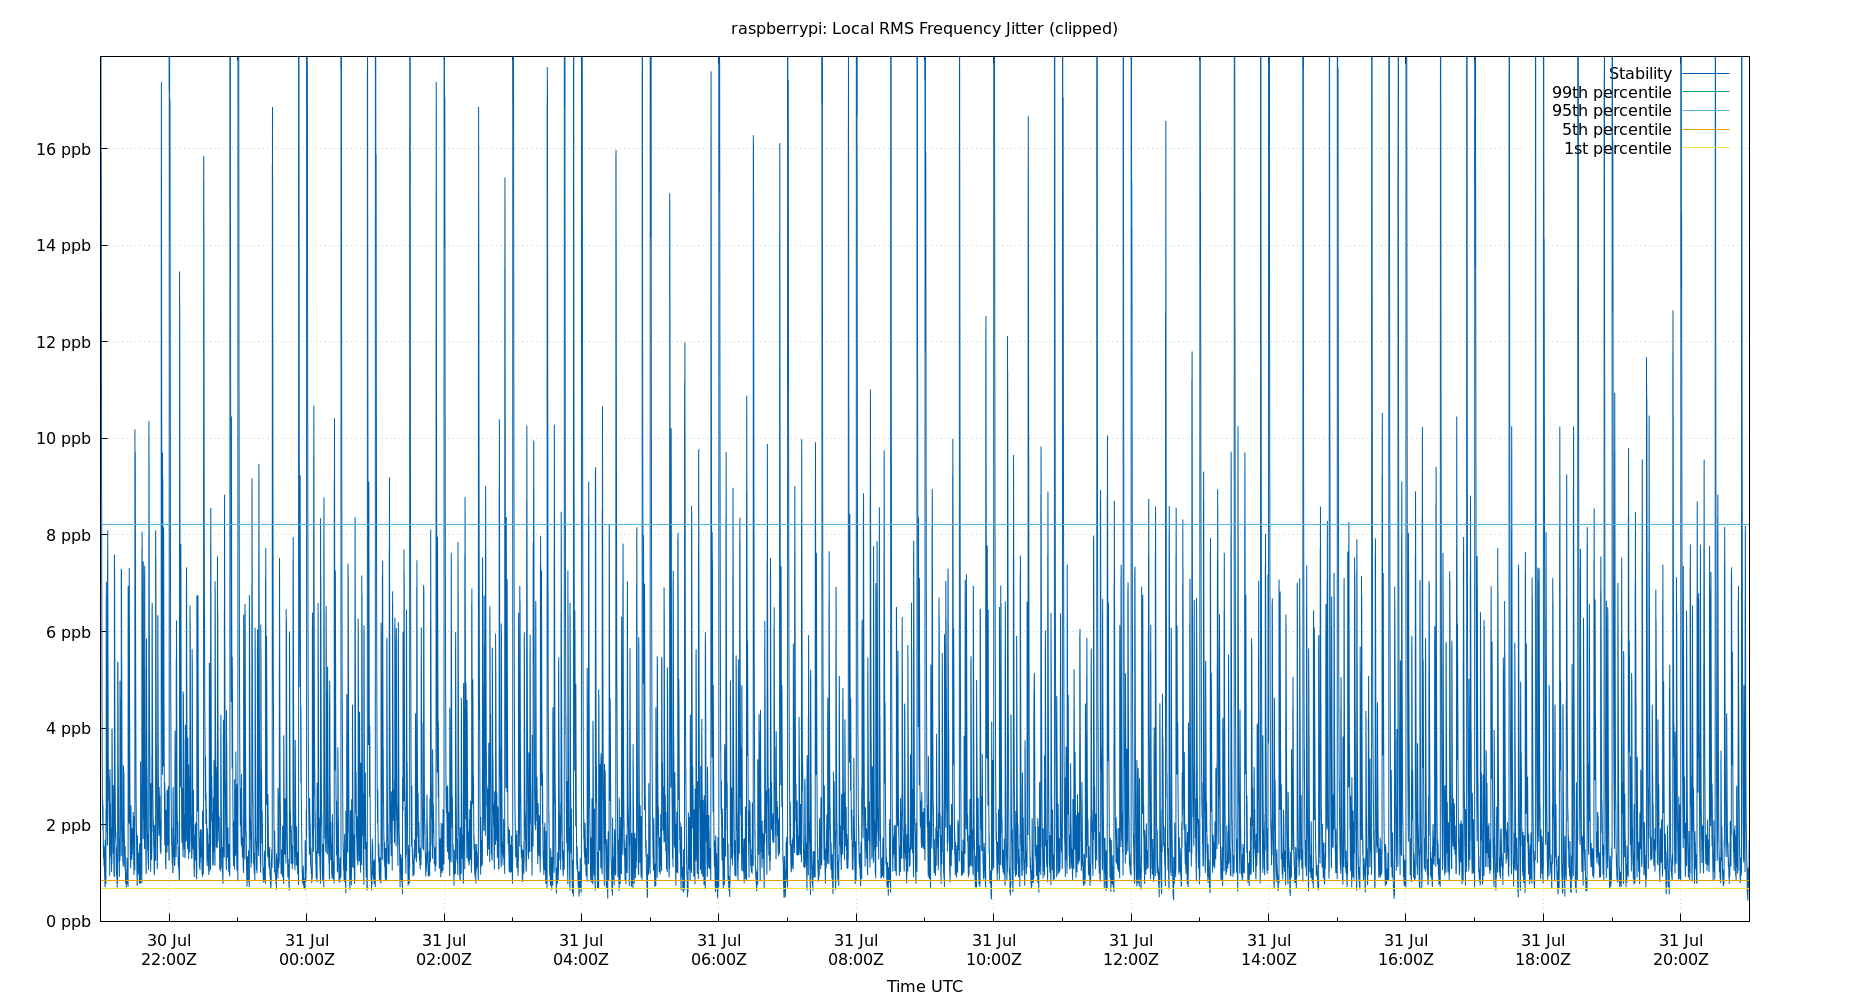 raspberrypi: Local RMS Frequency Jitter (clipped)
Stability
99th percentile
95th percentile
5th percentile
1st percentile
16 ppb
14 ppb
12 ppb
10 ppb
8 ppb
6 ppb
4 ppb
2 ppb
0 ppb
30 Jul 31 Jul 31 Jul 31 Jul 31 Jul 31 Jul 31 Jul 31 Jul 31 Jul 31 Jul 31 Jul 31 Jul
22:00Z 00:00Z 02:00Z 04:00Z 06:00Z 08:00Z 10:00Z 12:00Z 14:00Z 16:00Z 18:00Z 20:00Z
Time UTC